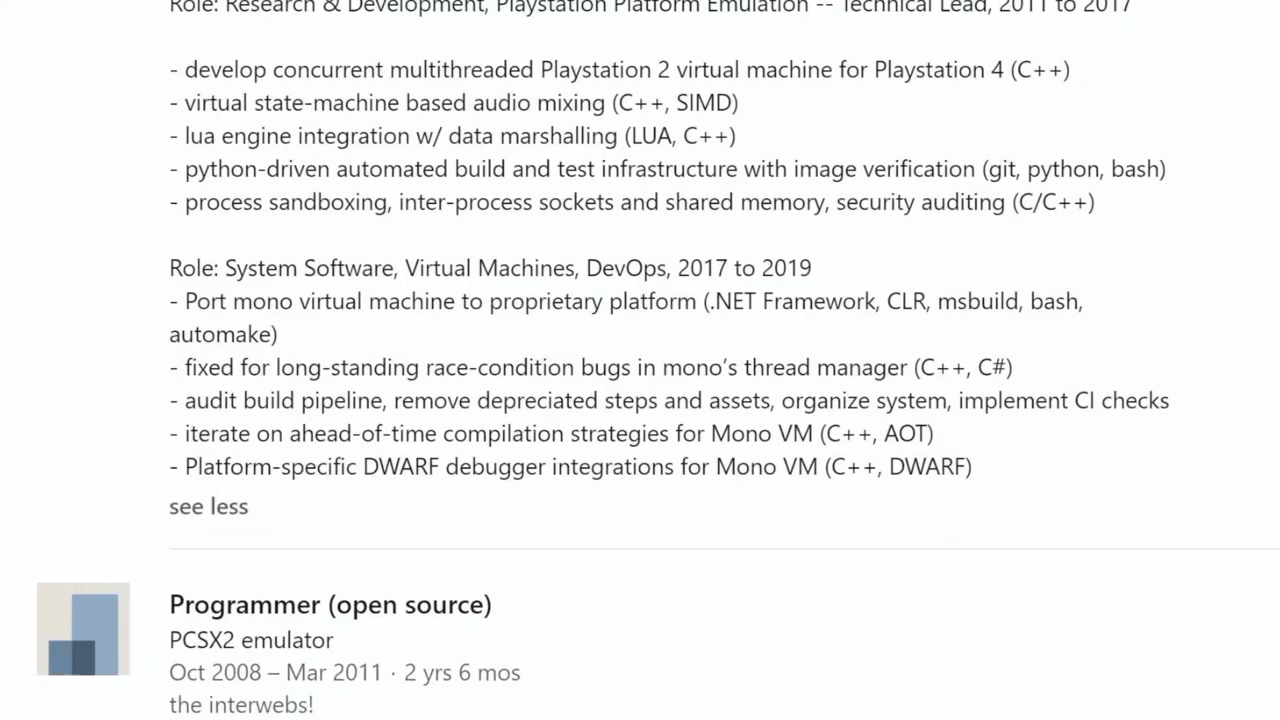 Role: Research & Development, Playstation Platform Emulation -- Technical Lead, 2011 to 2017
- develop concurrent multithreaded Playstation 2 virtual machine for Playstation 4 (C++)
- virtual state-machine based audio mixing (C++, SIMD)
- lua engine integration w/ data marshalling (LUA, C++)
- python-driven automated build and test infrastructure with image verification (git, python, bash)
- process sandboxing, inter-process sockets and shared memory, security auditing (C/C++)
Role: System Software, Virtual Machines, DevOps, 2017 to 2019
- Port mono virtual machine to proprietary platform (.NET Framework, CLR, msbuild, bash,
automake)
- fixed for long-standing race-condition bugs in mono’s thread manager (C++, C#)
- audit build pipeline, remove depreciated steps and assets, organize system, implement CI checks
- iterate on ahead-of-time compilation strategies for Mono VM (C++, AOT)
- Platform-specific DWARF debugger integrations for Mono VM (C++, DWARF)
see less
Programmer (open source)
PCSX2 emulator
Oct 2008 – Mar 2011 · 2 yrs 6 mos
the interwebs!